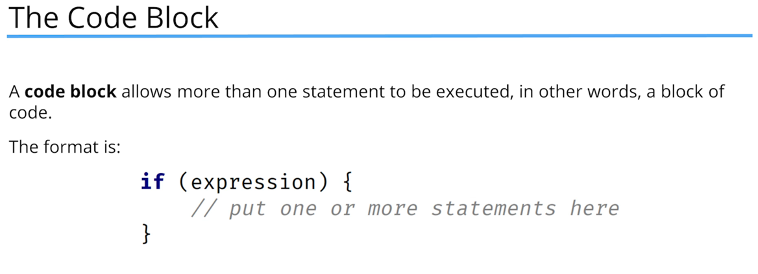 The Code Block
A code block allows more than one statement to be executed, in other words, a block of
code.
The format is:
if (expression) {
// put one or more statements here
}